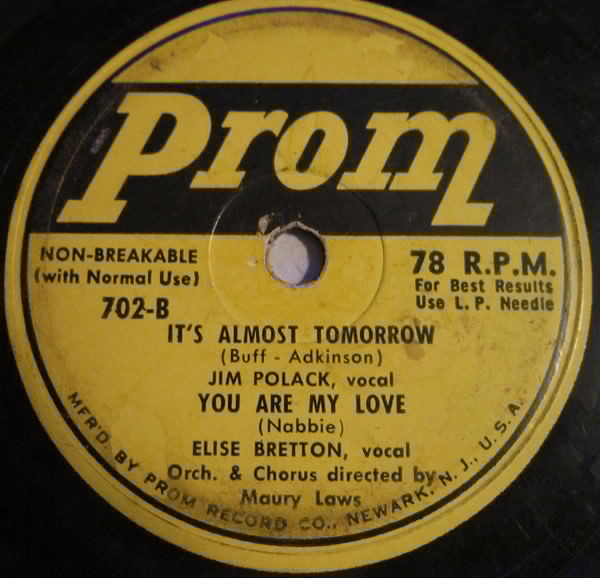 Prom
NON-BREAKABLE
(with Normal Use)
702-B
78 R.P.M.
For Best Results
Use L.P. Needle
IT'S ALMOST TOMORROW
(Buff - Adkinson)
JIM POLACK, vocal
YOU ARE MY LOVE
(Nabbie)
ELISE BRETTON, vocal
Orch. & Chorus directed by
Maury Laws
MFR'D. BY PROM RECORD CO., NEWARK, N. J., U. S. A.